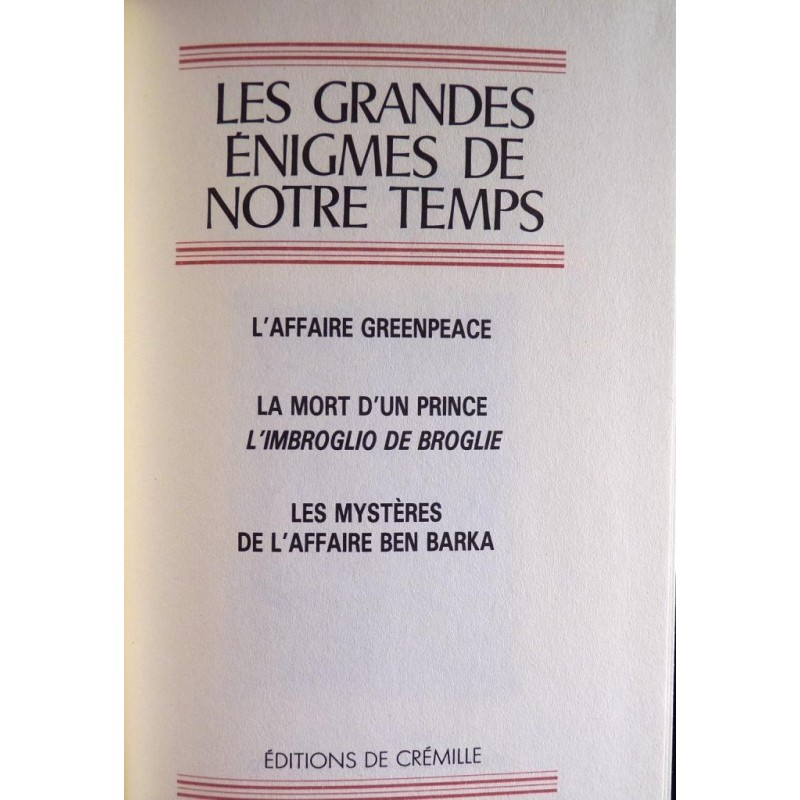 LES GRANDES
ÉNIGMES DE
NOTRE TEMPS
L'AFFAIRE GREENPEACE
LA MORT D'UN PRINCE
L'IMBROGLIO DE BROGLIE
LES MYSTÈRES
DE L'AFFAIRE BEN BARKA
ÉDITIONS DE CRÉMILLE